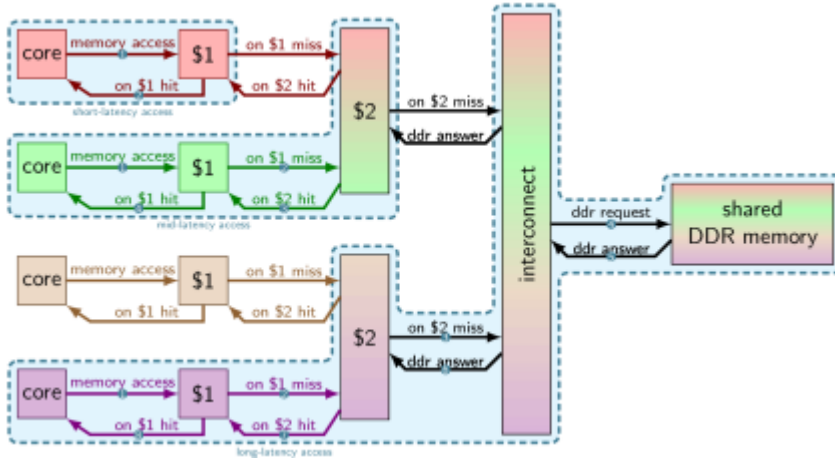 core
memory access
on $1 hit
$1
on $1 miss
on $2 hit
short-latency access
core
memory access
on $1 hit
$1
on $1 miss
on $2 hit
mid-latency access
$2
on $2 miss
ddr answer
core
memory access
on $1 hit
$1
on $1 miss
on $2 hit
core
memory access
on $1 hit
$1
on $1 miss
on $2 hit
long-latency access
$2
on $2 miss
ddr answer
interconnect
ddr request
ddr answer
shared
DDR memory